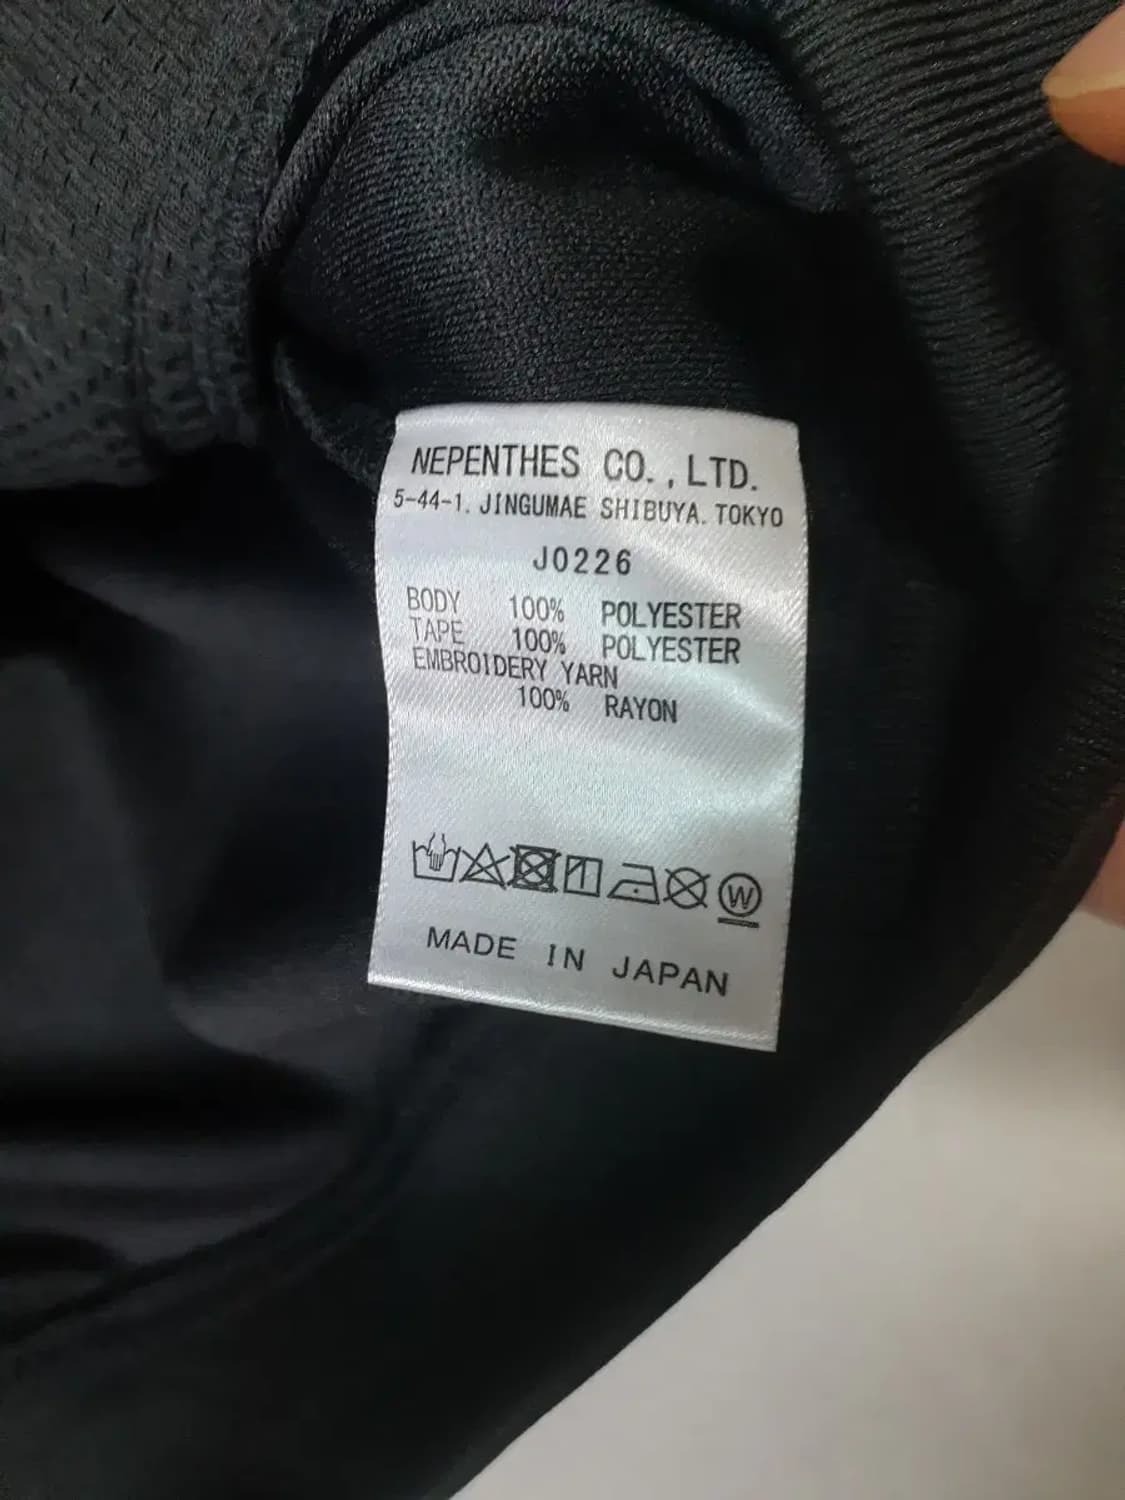 NEPENTHES CO., LTD.
5-44-1. JINGUMAE SHIBUYA. TOKYO
J0226
BODY 100% POLYESTER
TAPE 100% POLYESTER
EMBROIDERY YARN
100% RAYON
W
MADE IN JAPAN